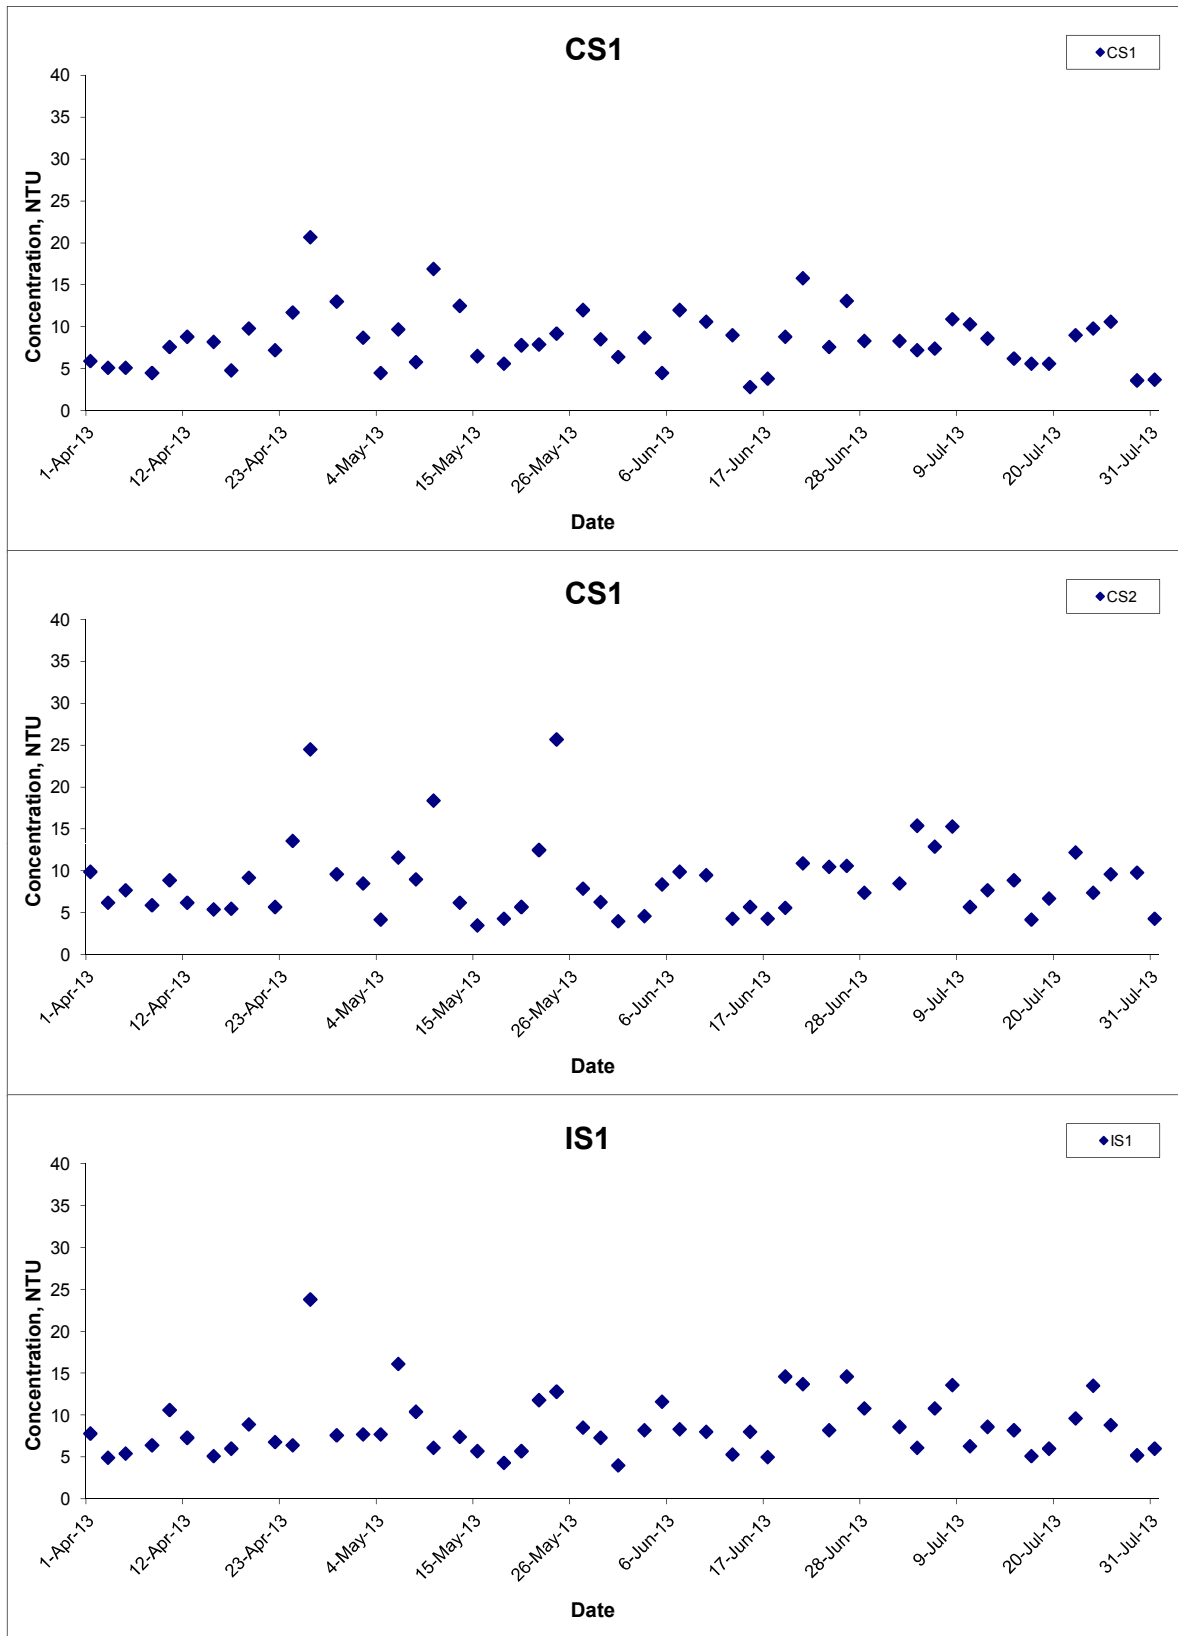 CS1
CS1
40
35
30
25
20
15
10
5
0
Concentration, NTU
1-Apr-13
12-Apr-13
23-Apr-13
4-May-13
15-May-13
26-May-13
6-Jun-13
17-Jun-13
28-Jun-13
9-Jul-13
20-Jul-13
31-Jul-13
Date
CS1
CS2
40
35
30
25
20
15
10
5
0
Concentration, NTU
1-Apr-13
12-Apr-13
23-Apr-13
4-May-13
15-May-13
26-May-13
6-Jun-13
17-Jun-13
28-Jun-13
9-Jul-13
20-Jul-13
31-Jul-13
Date
IS1
IS1
40
35
30
25
20
15
10
5
0
Concentration, NTU
1-Apr-13
12-Apr-13
23-Apr-13
4-May-13
15-May-13
26-May-13
6-Jun-13
17-Jun-13
28-Jun-13
9-Jul-13
20-Jul-13
31-Jul-13
Date